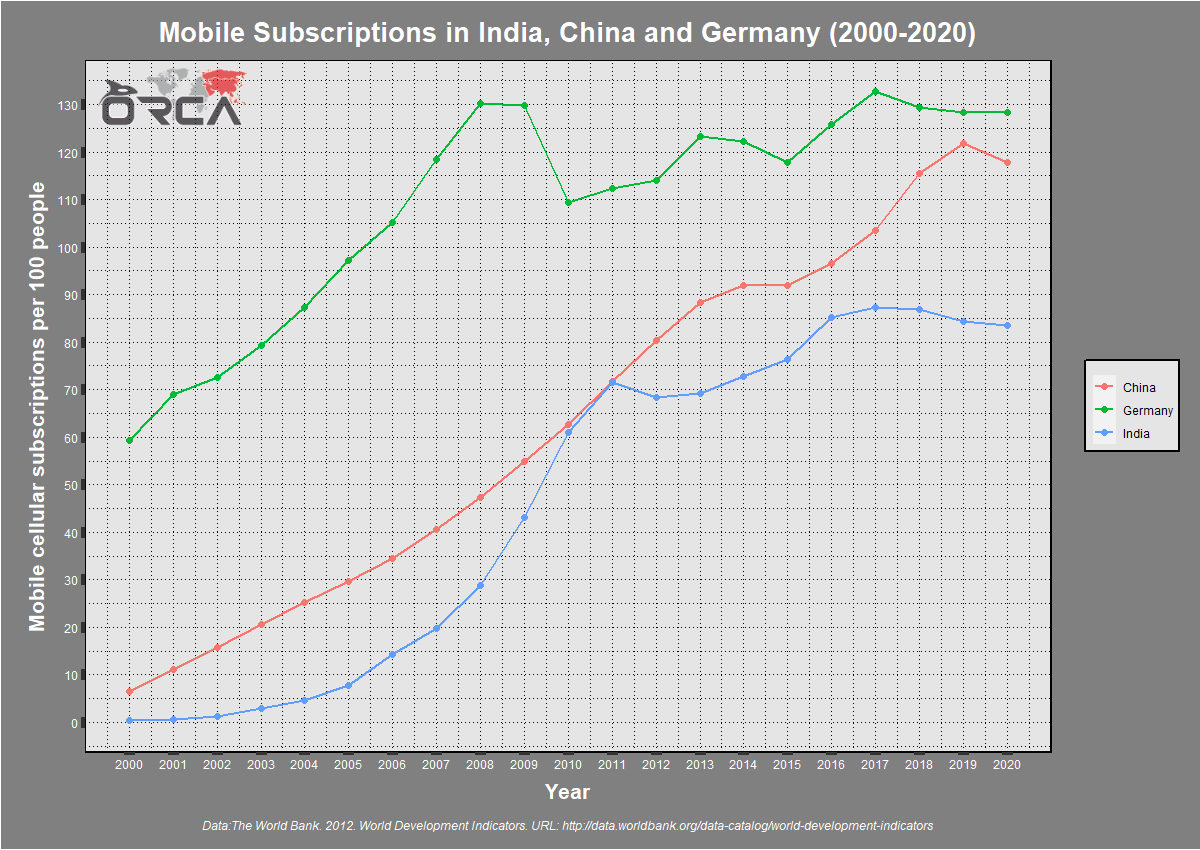 Mobile Subscriptions in India, China and Germany (2000-2020)
ORCA
Mobile cellular subscriptions per 100 people
130
120
110
100
90
80
70
60
50
40
30
20
10
0
China
Germany
India
2000 2001 2002 2003 2004 2005 2006 2007 2008 2009 2010 2011 2012 2013 2014 2015 2016 2017 2018 2019 2020
Year
Data:The World Bank. 2012. World Development Indicators. URL: http://data.worldbank.org/data-catalog/world-development-indicators